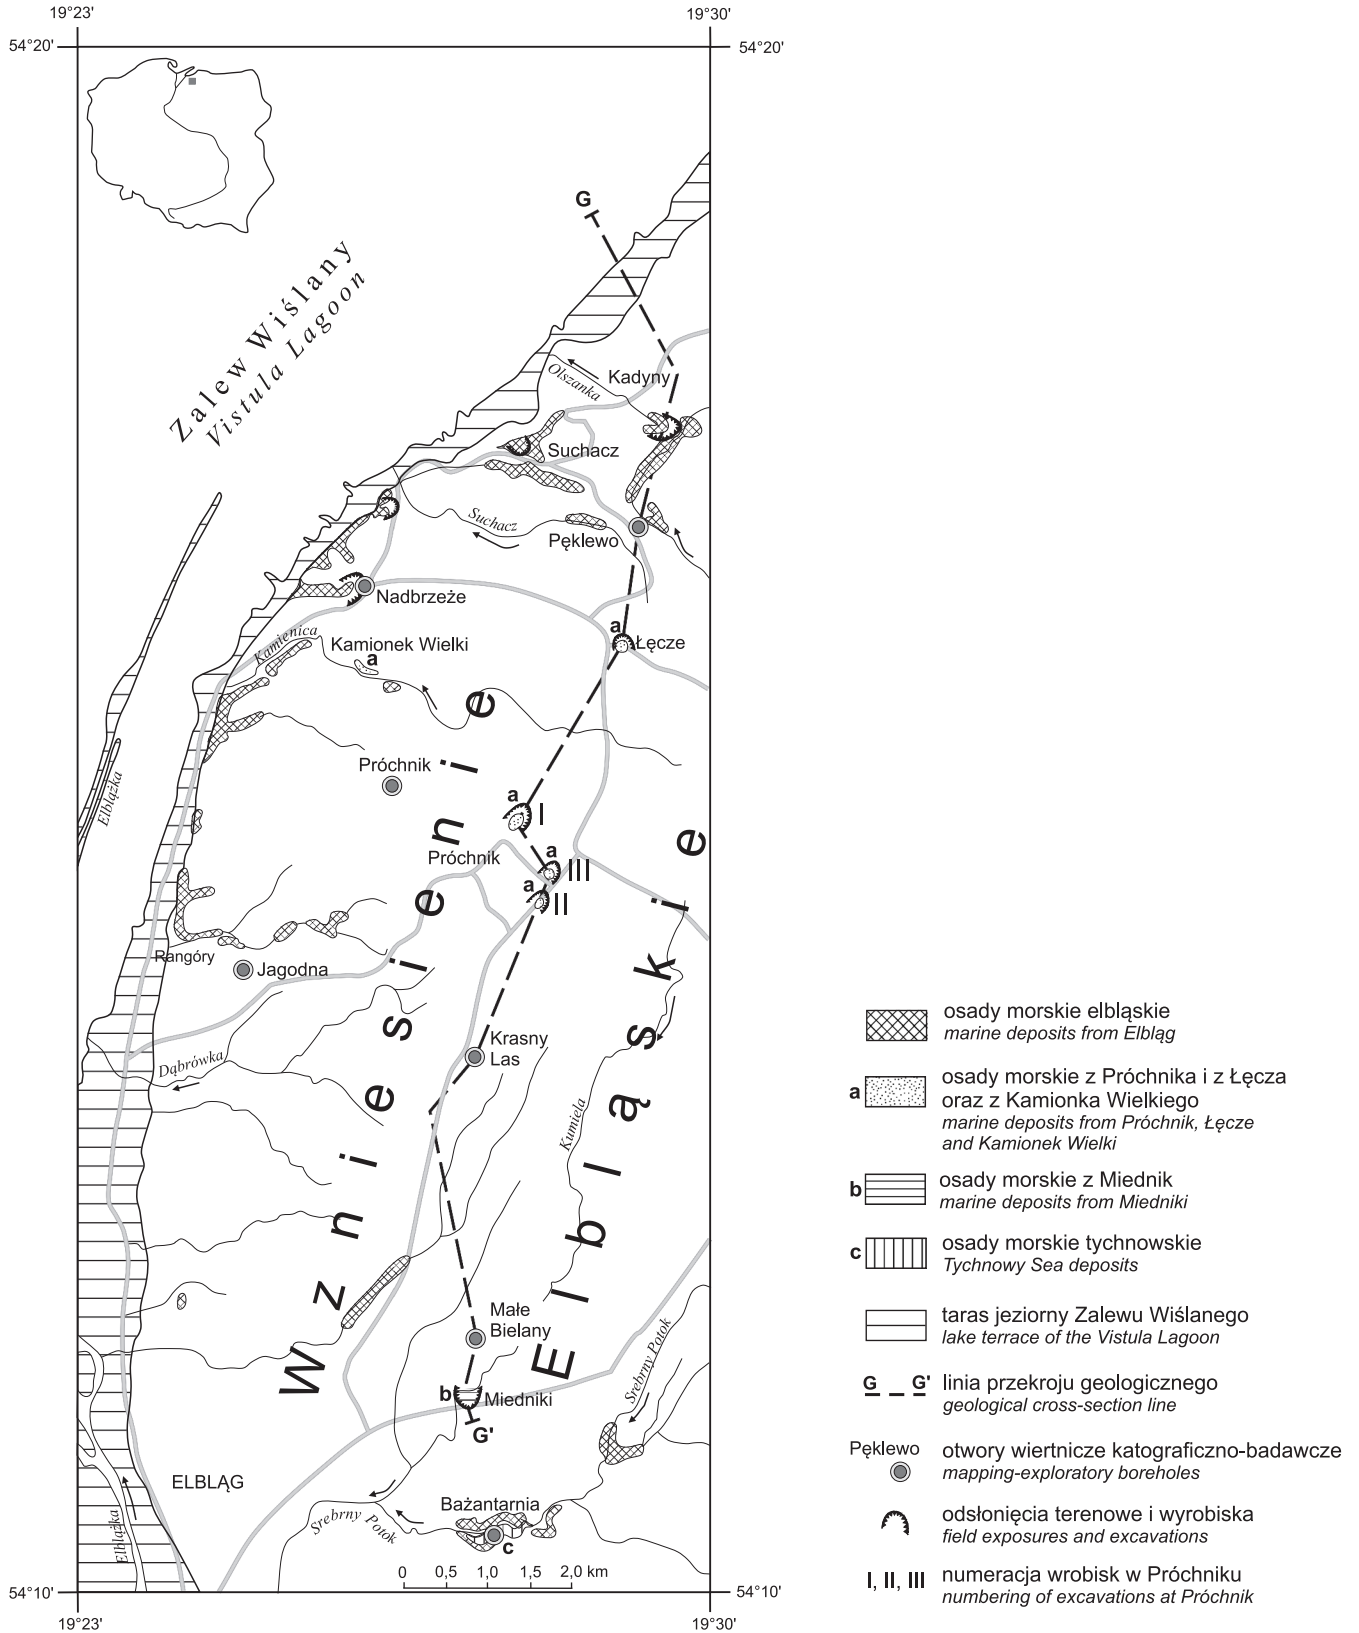 19°23'
19°30'
54°20'
54°20'
Zalew Wiślany
Vistula Lagoon
G
Kadyny
Olszanka
Suchacz
Suchacz
Pęklewo
Nadbrzeże
a
Łęcze
Kamienica
Kamionek Wielki
a
Elblążka
Próchnik
a
I
Próchnik
a
III
a
II
Rangóry
Jagodna
Krasny
Las
Dąbrówka
Kumiela
Wzniesienie
Elbląskie
Małe
Bielany
Srebrny Potok
b
Miedniki
G'
ELBLĄG
Bażantarnia
Srebrny Potok
c
Elblążka
0 0,5 1,0 1,5 2,0 km
54°10'
54°10'
19°23'
19°30'
osady morskie elbląskie
marine deposits from Elbląg
a
osady morskie z Próchnika i z Łęcza
oraz z Kamionka Wielkiego
marine deposits from Próchnik, Łęcze
and Kamionek Wielki
b
osady morskie z Miednik
marine deposits from Miedniki
c
osady morskie tychnowskie
Tychnowy Sea deposits
taras jeziorny Zalewu Wiślanego
lake terrace of the Vistula Lagoon
G G' linia przekroju geologicznego
geological cross-section line
Pęklewo
otwory wiertnicze katograficzno-badawcze
mapping-exploratory boreholes
odsłonięcia terenowe i wyrobiska
field exposures and excavations
I, II, III numeracja wrobisk w Próchniku
numbering of excavations at Próchnik